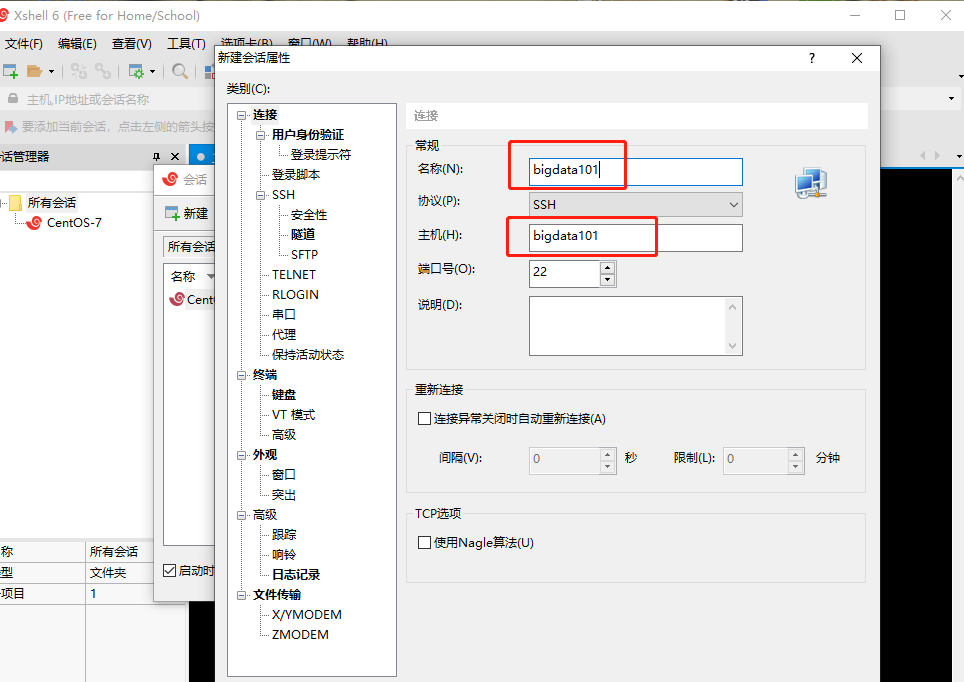 Xshell 6 (Free for Home/School)
文件(F) 编辑(E) 查看(V) 工具(T) 选项卡(B) 窗口(W) 帮助(H)
新建会话属性
?
主机,IP地址或会话名称
要添加当前会话，点击左侧的箭头按
话管理器
所有会话
CentOS-7
会话
新建
所有会话
名称
Cent
启动时
称 所有会话
型 文件夹
项目 1
类别(C):
连接
用户身份验证
登录提示符
登录脚本
SSH
安全性
隧道
SFTP
TELNET
RLOGIN
串口
代理
保持活动状态
终端
键盘
VT 模式
高级
外观
窗口
突出
高级
跟踪
响铃
日志记录
文件传输
X/YMODEM
ZMODEM
连接
常规
名称(N): bigdata101
协议(P): SSH
主机(H): bigdata101
端口号(O): 22
说明(D):
重新连接
连接异常关闭时自动重新连接(A)
间隔(V): 0 秒 限制(L): 0 分钟
TCP选项
使用Nagle算法(U)